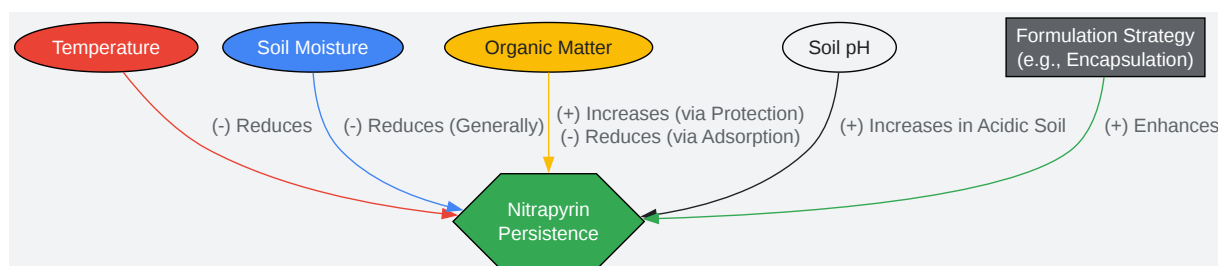 Temperature
Soil Moisture
Organic Matter
Soil pH
Formulation Strategy
(e.g., Encapsulation)
(-) Reduces
(-) Reduces (Generally)
(+) Increases (via Protection)
(-) Reduces (via Adsorption)
(+) Increases in Acidic Soil
(+) Enhances
Nitrapyrin
Persistence